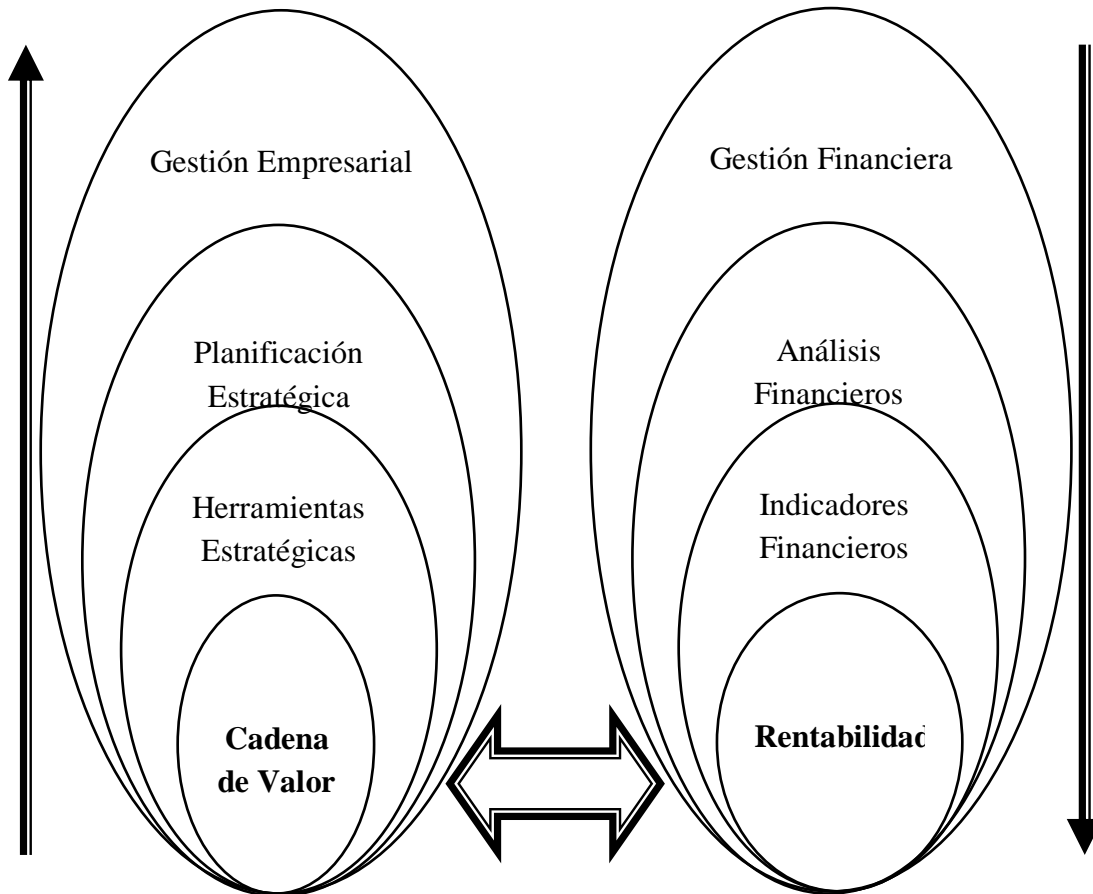 Gestión Empresarial
Planificación
Estratégica
Herramientas
Estratégicas
Cadena
de Valor
Gestión Financiera
Análisis
Financieros
Indicadores
Financieros
Rentabilidad